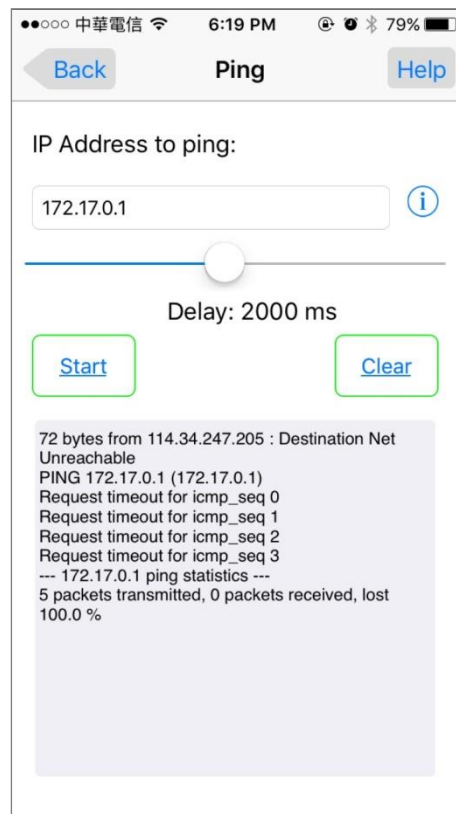 中華電信 6:19 PM 79%
Back Ping Help
IP Address to ping:
172.17.0.1
Delay: 2000 ms
Start Clear
72 bytes from 114.34.247.205 : Destination Net
Unreachable
PING 172.17.0.1 (172.17.0.1)
Request timeout for icmp_seq 0
Request timeout for icmp_seq 1
Request timeout for icmp_seq 2
Request timeout for icmp_seq 3
--- 172.17.0.1 ping statistics ---
5 packets transmitted, 0 packets received, lost
100.0 %